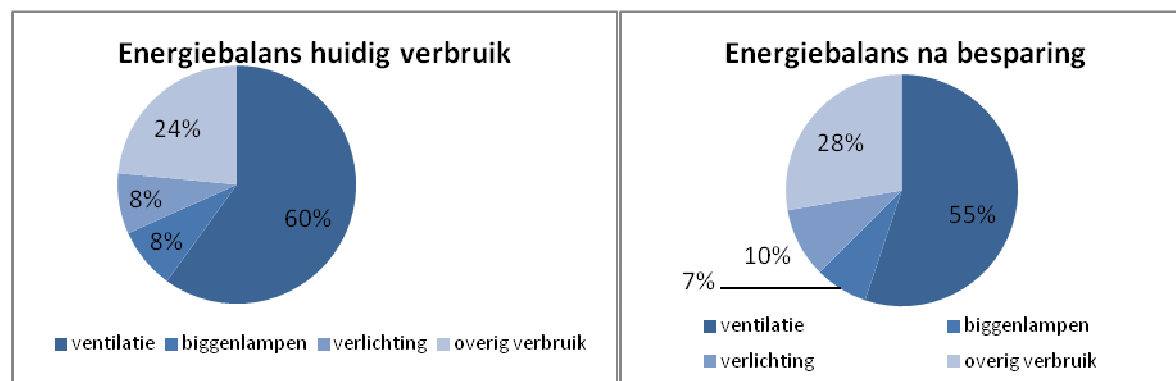 Energiebalans huidig verbruik
24%
8%
8%
60%
ventilatie biggenlampen verlichting overig verbruik
Energiebalans na besparing
28%
55%
10%
7%
ventilatie biggenlampen
verlichting overig verbruik